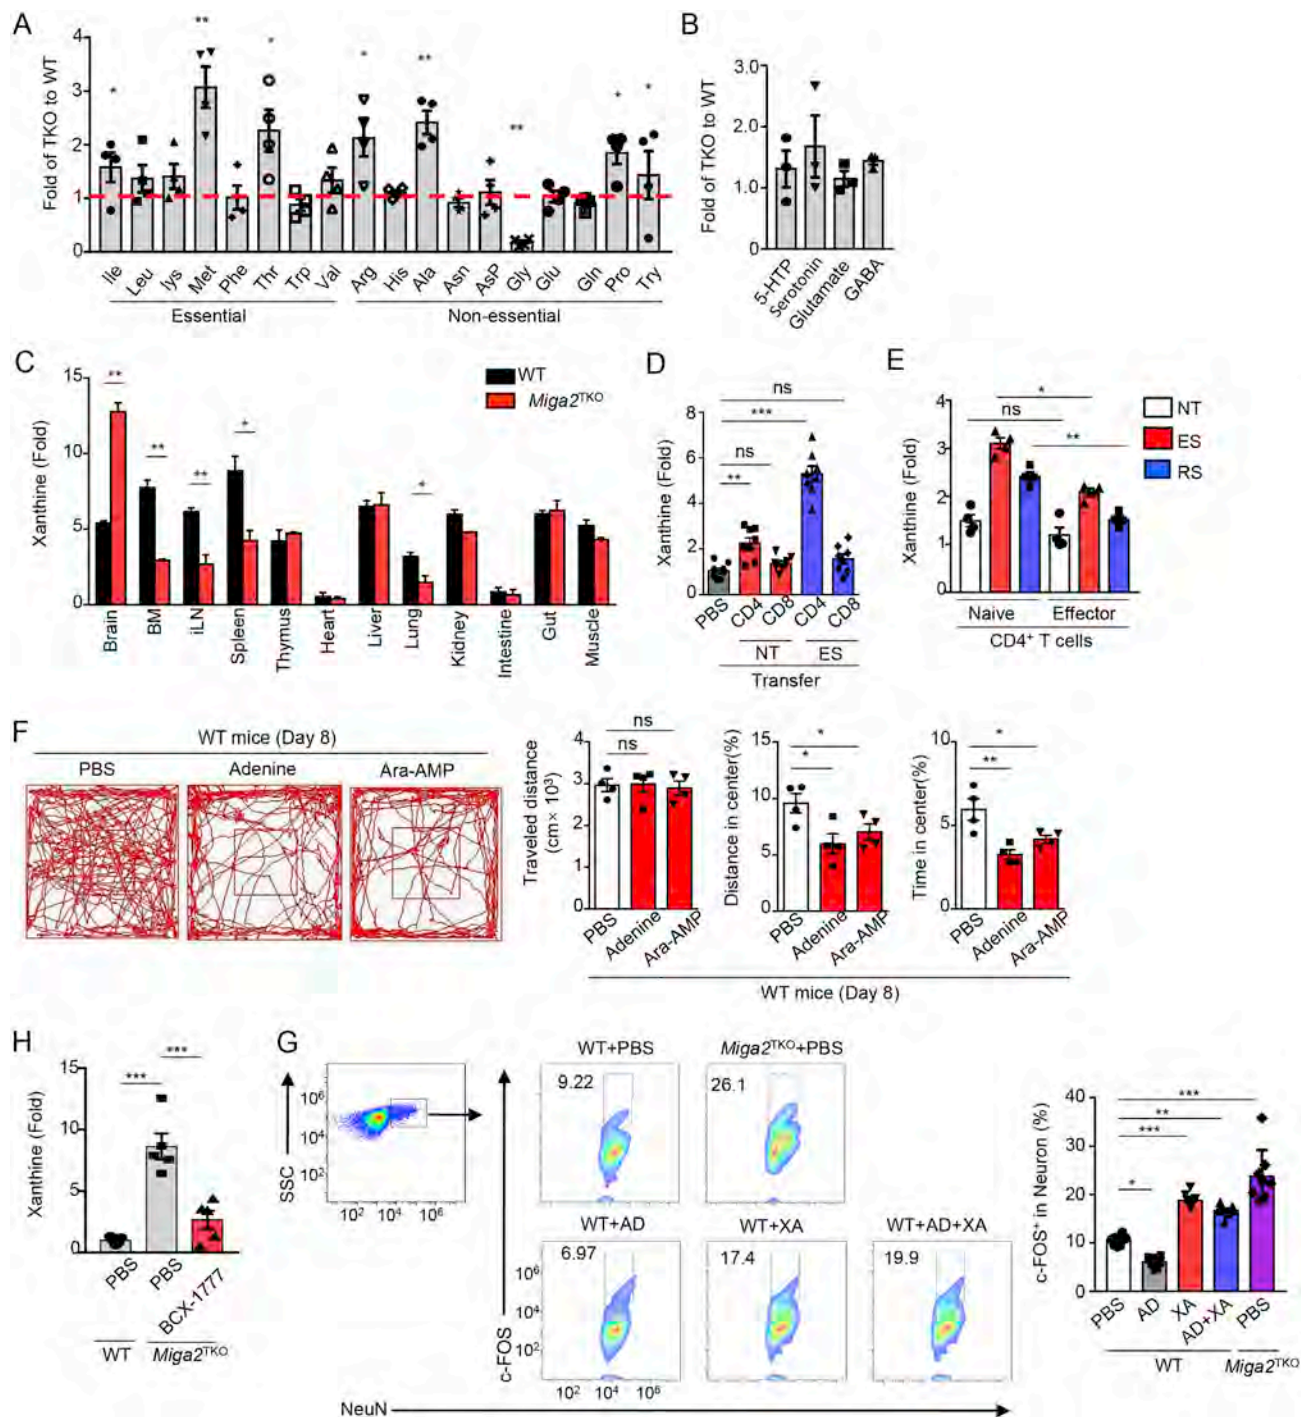 A
Fold of TKO to WT
4
3
2
1
0
*
**
*
*
**
**
*
*
Ile
Leu
lys
Met
Phe
Thr
Trp
Val
Arg
His
Ala
Asn
AsP
Gly
Glu
Gln
Pro
Try
Essential
Non-essential
B
Fold of TKO to WT
3.0
2.0
1.0
0
5-HTP
Serotonin
Glutamate
GABA
C
Xanthine (Fold)
15
10
5
0
WT
Miga2TKO
**
**
**
*
*
Brain
BM
iLN
Spleen
Thymus
Heart
Liver
Lung
Kidney
Intestine
Gut
Muscle
D
Xanthine (Fold)
8
6
4
2
0
ns
***
ns
**
PBS
CD4
CD8
CD4
CD8
NT
ES
Transfer
E
Xanthine (Fold)
4
3
2
1
*
ns
**
NT
ES
RS
Naive
Effector
CD4+ T cells
F
WT mice (Day 8)
PBS
Adenine
Ara-AMP
Traveled distance
(cm× 10³)
4
3
2
1
0
ns
ns
PBS
Adenine
Ara-AMP
Distance in center(%)
15
10
5
0
*
*
PBS
Adenine
Ara-AMP
Time in center(%)
10
5
0
*
**
PBS
Adenine
Ara-AMP
WT mice (Day 8)
H
Xanthine (Fold)
15
10
5
0
***
***
PBS
PBS
BCX-1777
WT
Miga2TKO
G
SSC
10⁶
10⁴
10²
10² 10⁴ 10⁶
WT+PBS
9.22
Miga2TKO+PBS
26.1
WT+AD
6.97
WT+XA
17.4
WT+AD+XA
19.9
c-FOS
10⁶
10⁴
10²
10² 10⁴ 10⁶
NeuN
c-FOS+ in Neuron (%)
40
30
20
10
0
***
**
***
*
PBS
AD
XA
AD+XA
PBS
WT
Miga2TKO